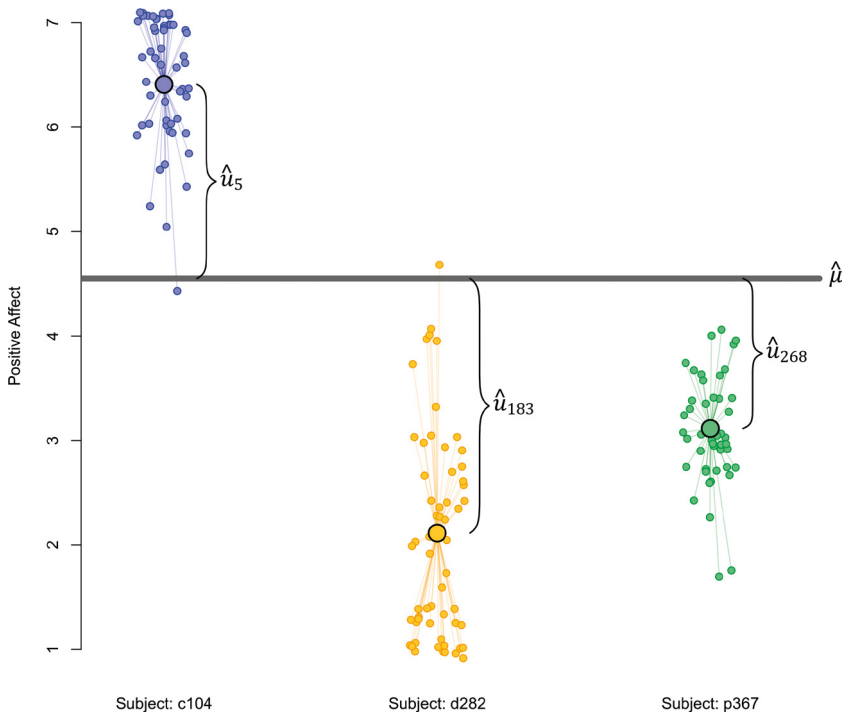 7
6
5
4
3
2
1
Positive Affect
û₅
μ̂
û₁₈₃
û₂₆₈
Subject: c104
Subject: d282
Subject: p367